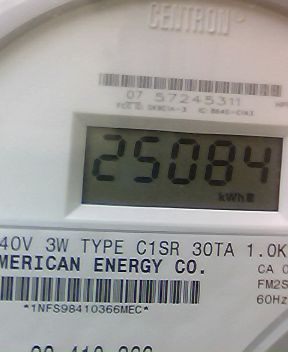 CENTRON
07 57245311
25084
kWh
40V 3W TYPE C1SR 30TA 1.0K
MERICAN ENERGY CO.
CA 0
FM2S
60Hz
*1NFS98410366MEC*